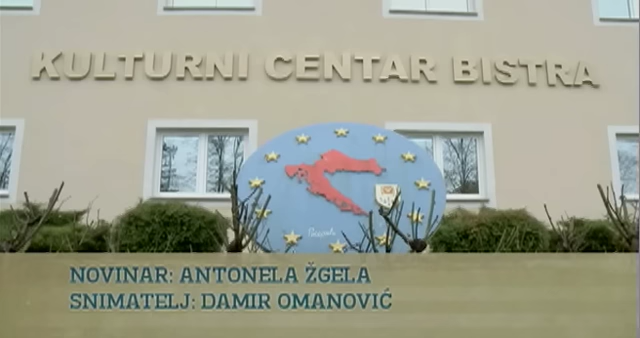 KULTURNI CENTAR BISTRA
NOVINAR: ANTONELA ŽGELA
SNIMATELJ: DAMIR OMANOVIĆ